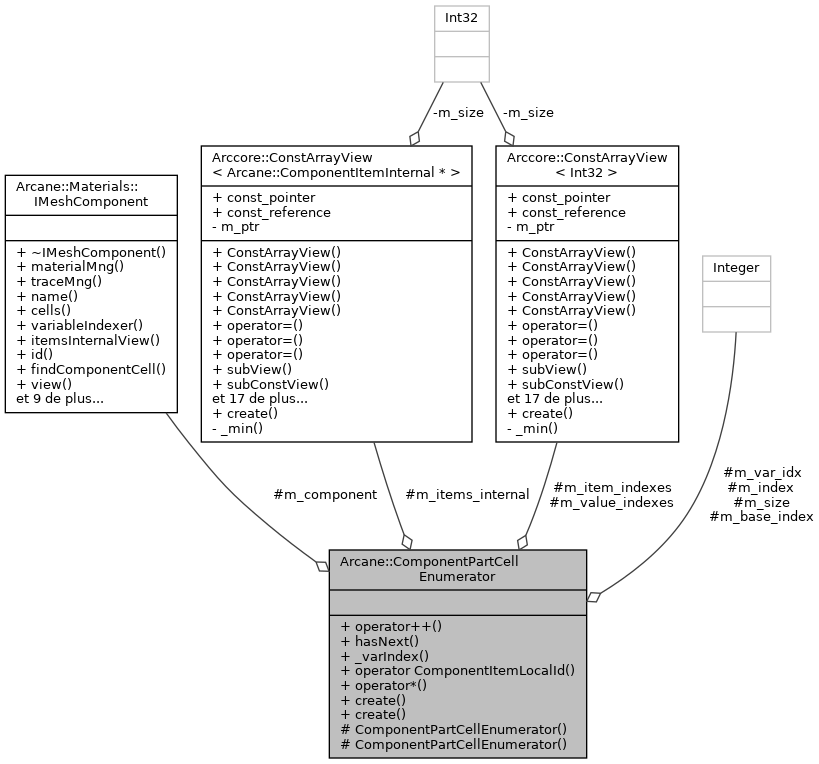 Int32
-m_size
-m_size
Arcane::Materials::
IMeshComponent
+ ~IMeshComponent()
+ materialMng()
+ traceMng()
+ name()
+ cells()
+ variableIndexer()
+ itemsInternalView()
+ id()
+ findComponentCell()
+ view()
et 9 de plus...
Arccore::ConstArrayView
< Arcane::ComponentItemInternal * >
+ const_pointer
+ const_reference
- m_ptr
+ ConstArrayView()
+ ConstArrayView()
+ ConstArrayView()
+ ConstArrayView()
+ ConstArrayView()
+ operator=()
+ operator=()
+ operator=()
+ subView()
+ subConstView()
et 17 de plus...
+ create()
- _min()
Arccore::ConstArrayView
< Int32 >
+ const_pointer
+ const_reference
- m_ptr
+ ConstArrayView()
+ ConstArrayView()
+ ConstArrayView()
+ ConstArrayView()
+ ConstArrayView()
+ operator=()
+ operator=()
+ operator=()
+ subView()
+ subConstView()
et 17 de plus...
+ create()
- _min()
Integer
#m_component
#m_items_internal
#m_item_indexes
#m_value_indexes
#m_var_idx
#m_index
#m_size
#m_base_index
Arcane::ComponentPartCell
Enumerator
+ operator++()
+ hasNext()
+ _varIndex()
+ operator ComponentItemLocalId()
+ operator*()
+ create()
+ create()
# ComponentPartCellEnumerator()
# ComponentPartCellEnumerator()